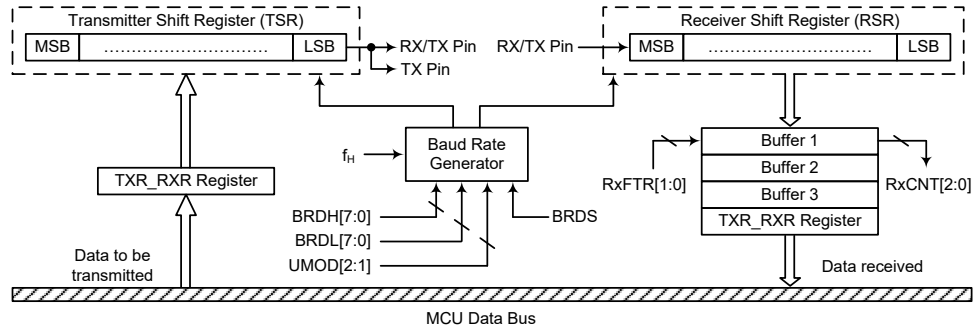 Transmitter Shift Register (TSR)
MSB
........................................
LSB
RX/TX Pin
TX Pin
RX/TX Pin
Receiver Shift Register (RSR)
MSB
........................................
LSB
fH
Baud Rate
Generator
TXR_RXR Register
RxFTR[1:0]
Buffer 1
Buffer 2
Buffer 3
TXR_RXR Register
RxCNT[2:0]
BRDH[7:0]
BRDL[7:0]
UMOD[2:1]
BRDS
Data to be
transmitted
Data received
MCU Data Bus